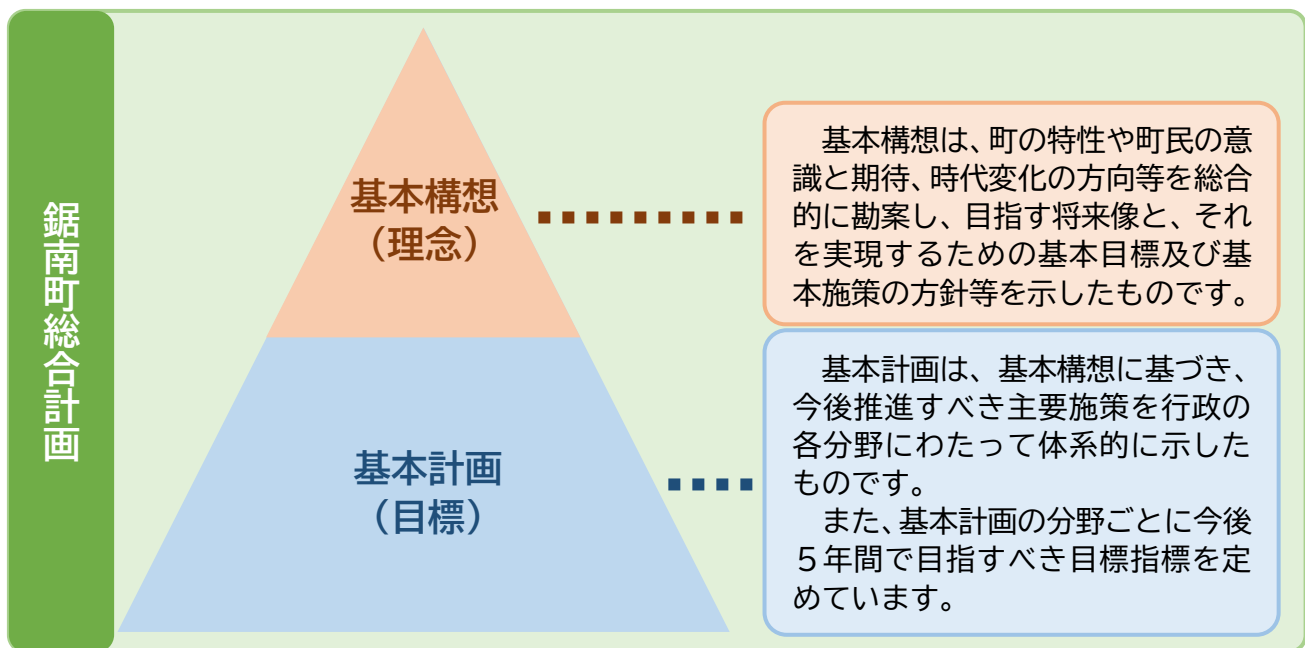 鋸南町総合計画
基本構想
（理念）
基本構想は、町の特性や町民の意
識と期待、時代変化の方向等を総合
的に勘案し、目指す将来像と、それ
を実現するための基本目標及び基
本施策の方針等を示したものです。
基本計画
（目標）
基本計画は、基本構想に基づき、
今後推進すべき主要施策を行政の
各分野にわたって体系的に示した
ものです。
また、基本計画の分野ごとに今後
５年間で目指すべき目標指標を定
めています。